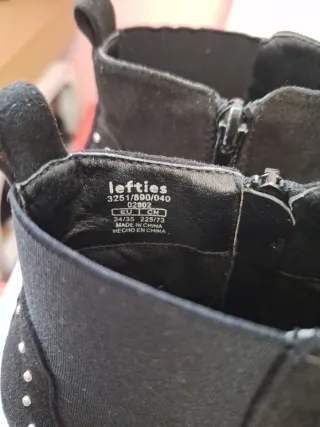 lefties
3251/890/040
02802
EU CN
34/35 225/73
MADE IN CHINA
HECHO EN CHINA